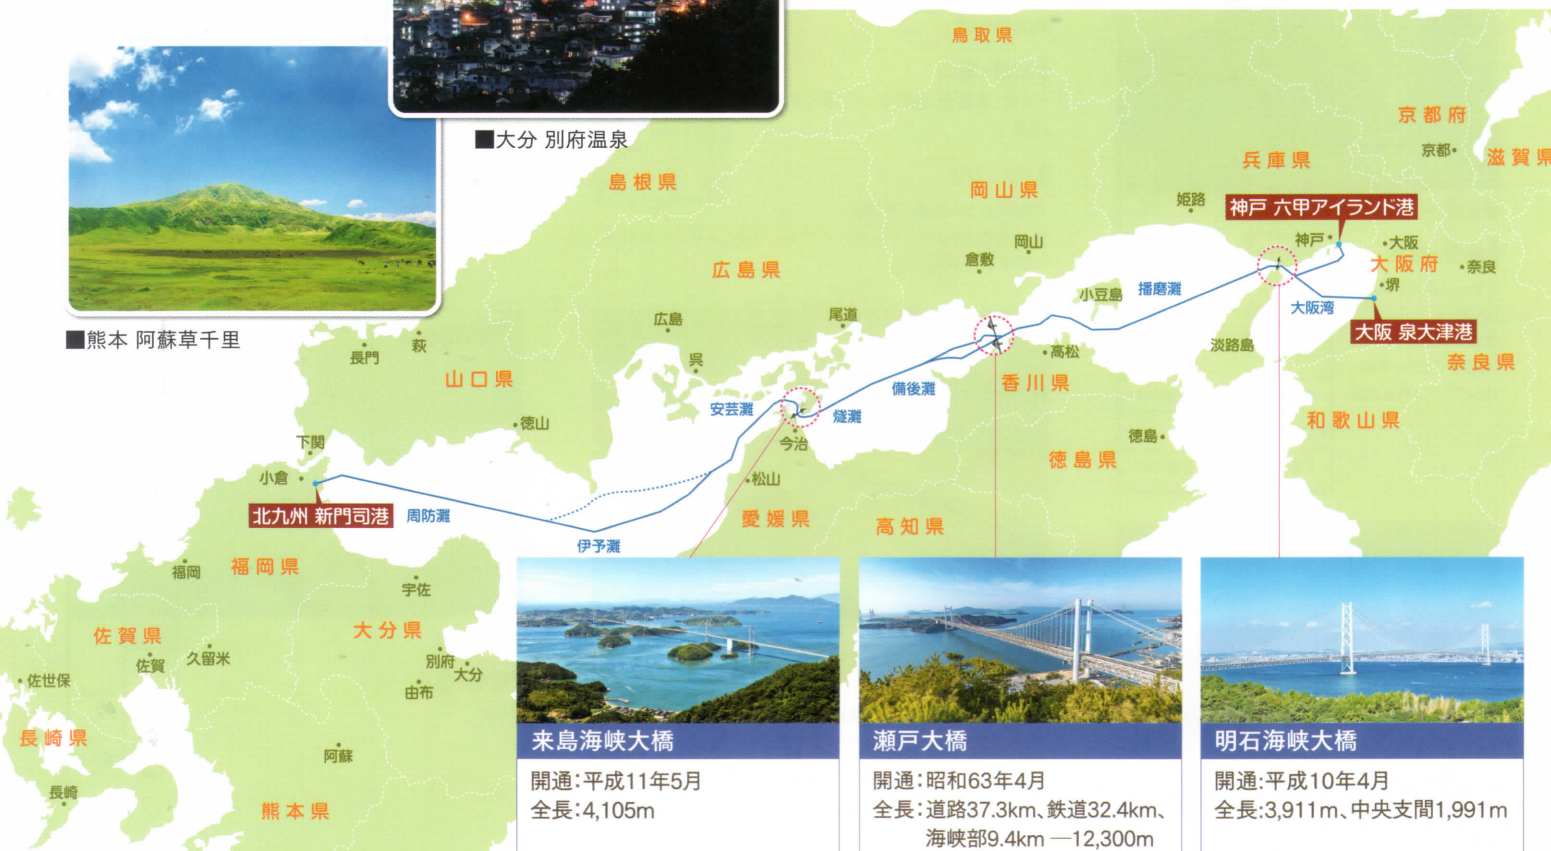 ■大分 別府温泉
■熊本 阿蘇草千里
鳥取県
京都府
京都
滋賀県
兵庫県
島根県
岡山県
姫路
神戸 六甲アイランド港
神戸
大阪
大阪府
奈良
堺
岡山
倉敷
広島県
小豆島
播磨灘
大阪湾
大阪 泉大津港
尾道
広島
呉
萩
長門
山口県
高松
淡路島
奈良県
香川県
備後灘
安芸灘
燧灘
和歌山県
徳山
今治
徳島
徳島県
下関
小倉
松山
北九州 新門司港
周防灘
愛媛県
高知県
伊予灘
福岡
福岡県
宇佐
佐賀県
大分県
佐賀
久留米
別府
大分
佐世保
由布
長崎県
阿蘇
長崎
熊本県
来島海峡大橋
開通:平成11年5月
全長:4,105m
瀬戸大橋
開通:昭和63年4月
全長:道路37.3km、鉄道32.4km、
海峡部9.4km ―12,300m
明石海峡大橋
開通:平成10年4月
全長:3,911m、中央支間1,991m